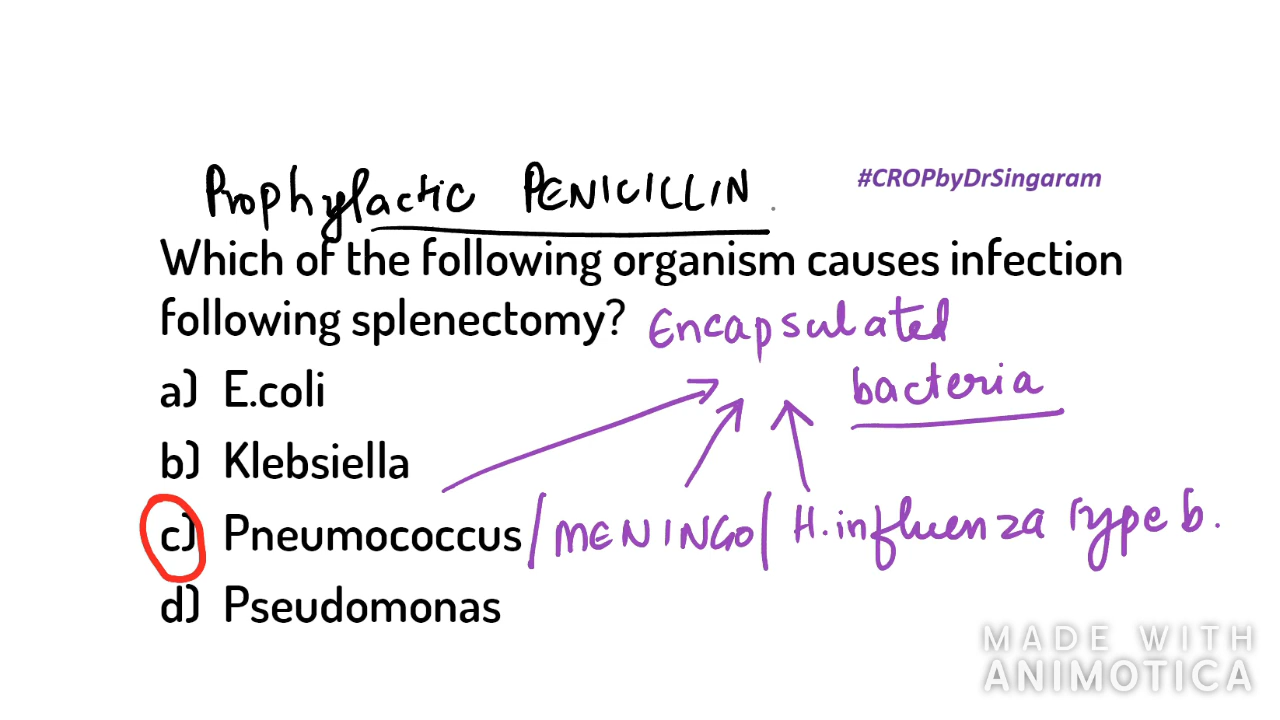 #CROPbyDrSingaram
Prophylactic PENICILLIN
Which of the following organism causes infection
following splenectomy? Encapsulated
bacteria
a) E.coli
b) Klebsiella
c) Pneumococcus / MENINGO / H. influenza Type b.
d) Pseudomonas
MADE WITH
ANIMOTICA